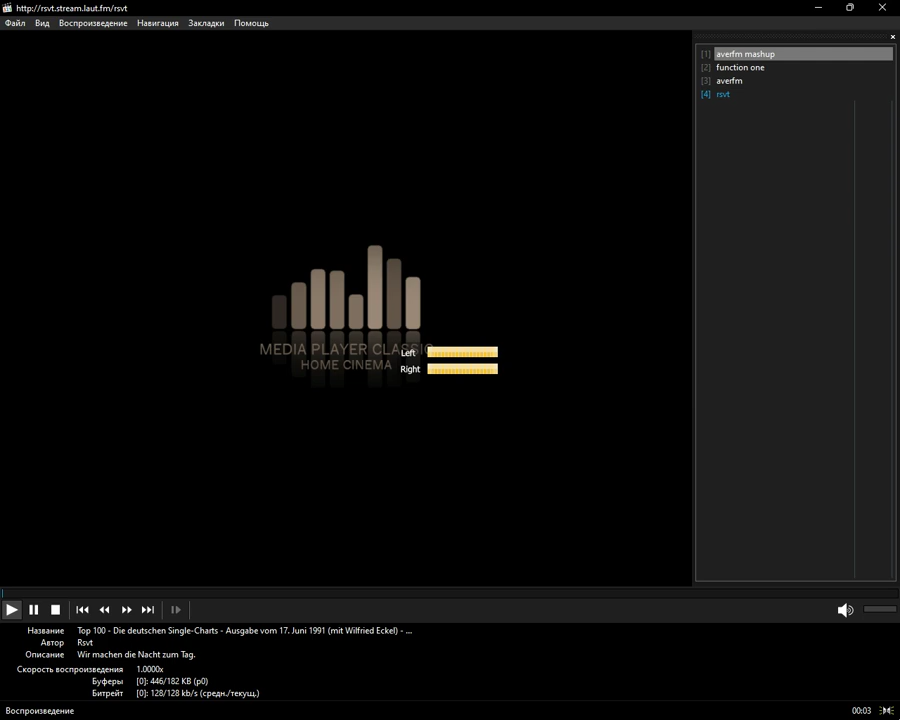 http://rsvt.stream.laut.fm/rsvt
Файл Вид Воспроизведение Навигация Закладки Помощь
[1] averfm mashup
[2] function one
[3] averfm
[4] rsvt
MEDIA PLAYER CLASSIC
HOME CINEMA
Left
Right
Название Top 100 - Die deutschen Single-Charts - Ausgabe vom 17. Juni 1991 (mit Wilfried Eckel) - ...
Автор Rsvt
Описание Wir machen die Nacht zum Tag.
Скорость воспроизведения 1.0000x
Буферы [0]: 446/182 KB (p0)
Битрейт [0]: 128/128 kb/s (средн./текущ.)
Воспроизведение 00:03